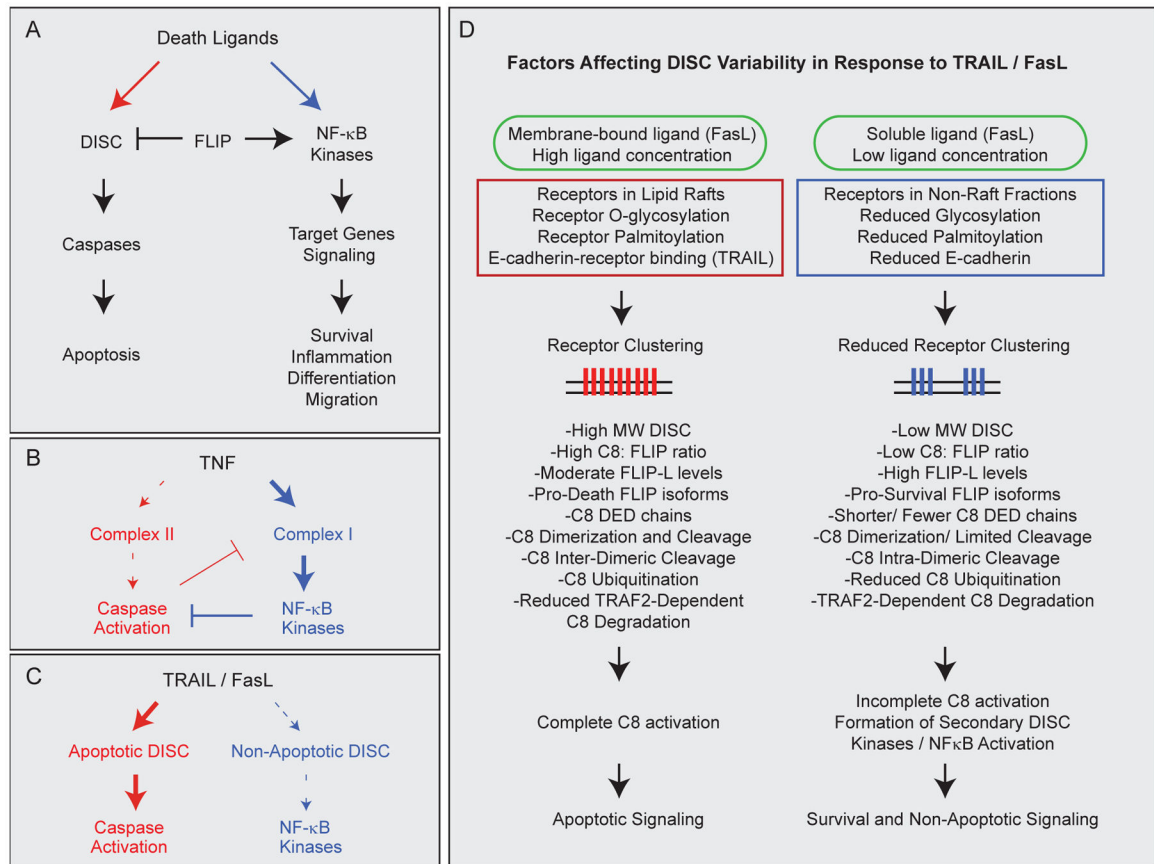 A
Death Ligands
DISC
FLIP
NF-κB
Kinases
Caspases
Target Genes
Signaling
Apoptosis
Survival
Inflammation
Differentiation
Migration
B
TNF
Complex II
Complex I
Caspase
Activation
NF-κB
Kinases
C
TRAIL / FasL
Apoptotic DISC
Non-Apoptotic DISC
Caspase
Activation
NF-κB
Kinases
D
Factors Affecting DISC Variability in Response to TRAIL / FasL
Membrane-bound ligand (FasL)
High ligand concentration
Receptors in Lipid Rafts
Receptor O-glycosylation
Receptor Palmitoylation
E-cadherin-receptor binding (TRAIL)
Receptor Clustering
-High MW DISC
-High C8: FLIP ratio
-Moderate FLIP-L levels
-Pro-Death FLIP isoforms
-C8 DED chains
-C8 Dimerization and Cleavage
-C8 Inter-Dimeric Cleavage
-C8 Ubiquitination
-Reduced TRAF2-Dependent
C8 Degradation
Complete C8 activation
Apoptotic Signaling
Soluble ligand (FasL)
Low ligand concentration
Receptors in Non-Raft Fractions
Reduced Glycosylation
Reduced Palmitoylation
Reduced E-cadherin
Reduced Receptor Clustering
-Low MW DISC
-Low C8: FLIP ratio
-High FLIP-L levels
-Pro-Survival FLIP isoforms
-Shorter/ Fewer C8 DED chains
-C8 Dimerization/ Limited Cleavage
-C8 Intra-Dimeric Cleavage
-Reduced C8 Ubiquitination
-TRAF2-Dependent C8 Degradation
Incomplete C8 activation
Formation of Secondary DISC
Kinases / NFκB Activation
Survival and Non-Apoptotic Signaling